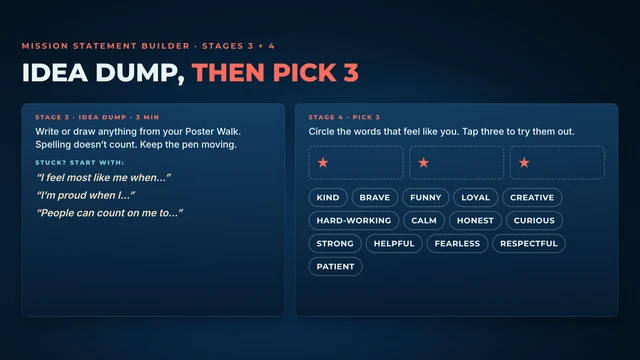 MISSION STATEMENT BUILDER · STAGES 3 + 4
IDEA DUMP, THEN PICK 3
STAGE 3 · IDEA DUMP · 3 MIN
Write or draw anything from your Poster Walk.
Spelling doesn’t count. Keep the pen moving.
STUCK? START WITH:
“I feel most like me when…”
“I’m proud when I…”
“People can count on me to…”
STAGE 4 · PICK 3
Circle the words that feel like you. Tap three to try them out.
KIND BRAVE FUNNY LOYAL CREATIVE
HARD-WORKING CALM HONEST CURIOUS
STRONG HELPFUL FEARLESS RESPECTFUL
PATIENT